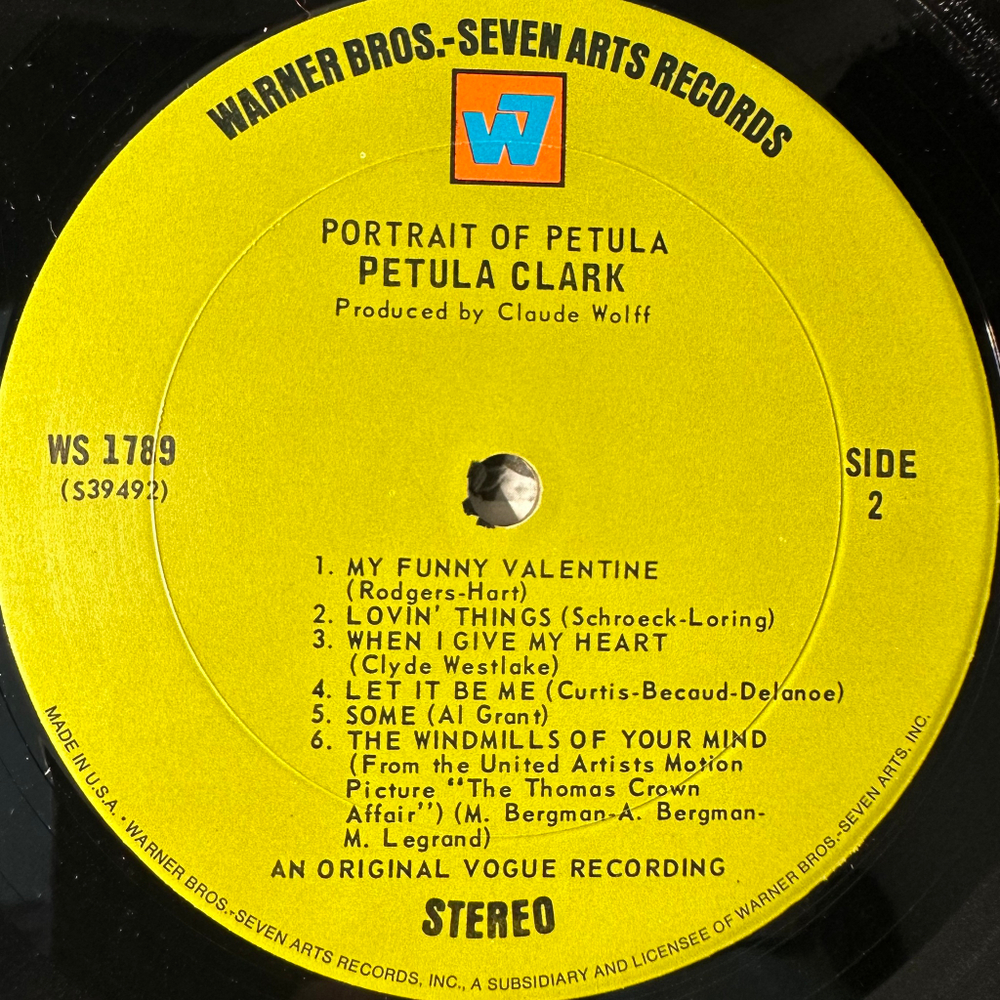 WARNER BROS.-SEVEN ARTS RECORDS
W7
PORTRAIT OF PETULA
PETULA CLARK
Produced by Claude Wolff
WS 1789
(S39492)
SIDE
2
1. MY FUNNY VALENTINE
(Rodgers-Hart)
2. LOVIN' THINGS (Schroeck-Loring)
3. WHEN I GIVE MY HEART
(Clyde Westlake)
4. LET IT BE ME (Curtis-Becaud-Delanoe)
5. SOME (Al Grant)
6. THE WINDMILLS OF YOUR MIND
(From the United Artists Motion
Picture "The Thomas Crown
Affair") (M. Bergman-A. Bergman-
M. Legrand)
AN ORIGINAL VOGUE RECORDING
STEREO
MADE IN U.S.A. • WARNER BROS.-SEVEN ARTS RECORDS, INC., A SUBSIDIARY AND LICENSEE OF WARNER BROS.-SEVEN ARTS, INC.